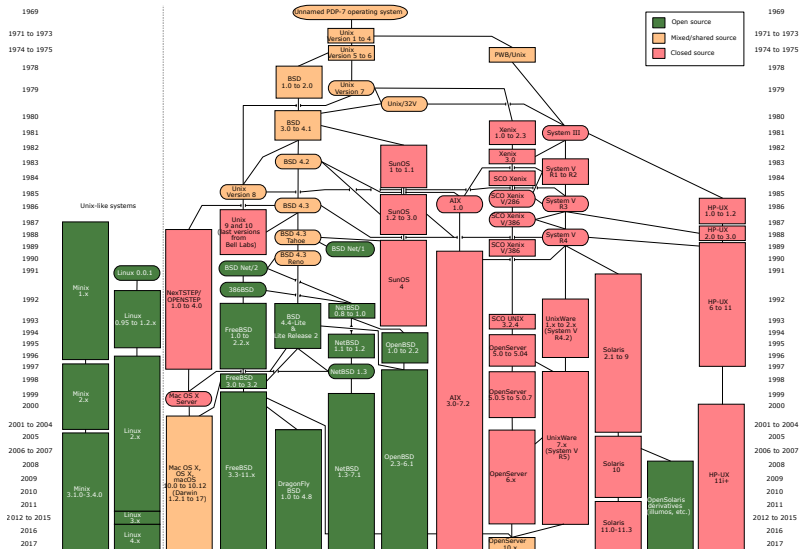 1969
1971 to 1973
1974 to 1975
1978
1979
1980
1981
1982
1983
1984
1985
1986
1987
1988
1989
1990
1991
1992
1993
1994
1995
1996
1997
1998
1999
2000
2001 to 2004
2005
2006 to 2007
2008
2009
2010
2011
2012 to 2015
2016
2017
Unix-like systems
Minix
1.x
Minix
2.x
Minix
3.1.0-3.4.0
Linux 0.0.1
Linux
0.95 to 1.2.x
Linux
2.x
Linux
3.x
Linux
4.x
Unnamed PDP-7 operating system
Unix
Version 1 to 4
Unix
Version 5 to 6
PWB/Unix
BSD
1.0 to 2.0
Unix
Version 7
Unix/32V
BSD
3.0 to 4.1
Xenix
1.0 to 2.3
System III
SunOS
1 to 1.1
Xenix
3.0
BSD 4.2
SCO Xenix
System V
R1 to R2
Unix
Version 8
SunOS
1.2 to 3.0
AIX
1.0
SCO Xenix
V/286
System V
R3
BSD 4.3
Unix
9 and 10
(last versions
from
Bell Labs)
SCO Xenix
V/386
HP-UX
1.0 to 1.2
BSD 4.3
Tahoe
BSD Net/1
SCO Xenix
V/386
System V
R4
HP-UX
2.0 to 3.0
BSD 4.3
Reno
BSD Net/2
386BSD
SunOS
4
NexTSTEP/
OPENSTEP
1.0 to 4.0
HP-UX
6 to 11
NetBSD
0.8 to 1.0
FreeBSD
1.0 to
2.2.x
BSD
4.4-Lite
&
Lite Release 2
SCO UNIX
3.2.4
UnixWare
1.x to 2.x
(System V
R4.2)
NetBSD
1.1 to 1.2
OpenBSD
1.0 to 2.2
OpenServer
5.0 to 5.04
Solaris
2.1 to 9
NetBSD 1.3
FreeBSD
3.0 to 3.2
Mac OS X
Server
AIX
3.0-7.2
OpenServer
5.0.5 to 5.0.7
Mac OS X,
OS X,
macOS
10.0 to 10.12
(Darwin
1.2.1 to 17)
FreeBSD
3.3-11.x
DragonFly
BSD
1.0 to 4.8
NetBSD
1.3-7.1
OpenBSD
2.3-6.1
OpenServer
6.x
UnixWare
7.x
(System V
R5)
Solaris
10
Solaris
11.0-11.3
OpenSolaris
derivatives
(illumos, etc.)
HP-UX
11i+
OpenServer
10.x
Open source
Mixed/shared source
Closed source
1969
1971 to 1973
1974 to 1975
1978
1979
1980
1981
1982
1983
1984
1985
1986
1987
1988
1989
1990
1991
1992
1993
1994
1995
1996
1997
1998
1999
2000
2001 to 2004
2005
2006 to 2007
2008
2009
2010
2011
2012 to 2015
2016
2017